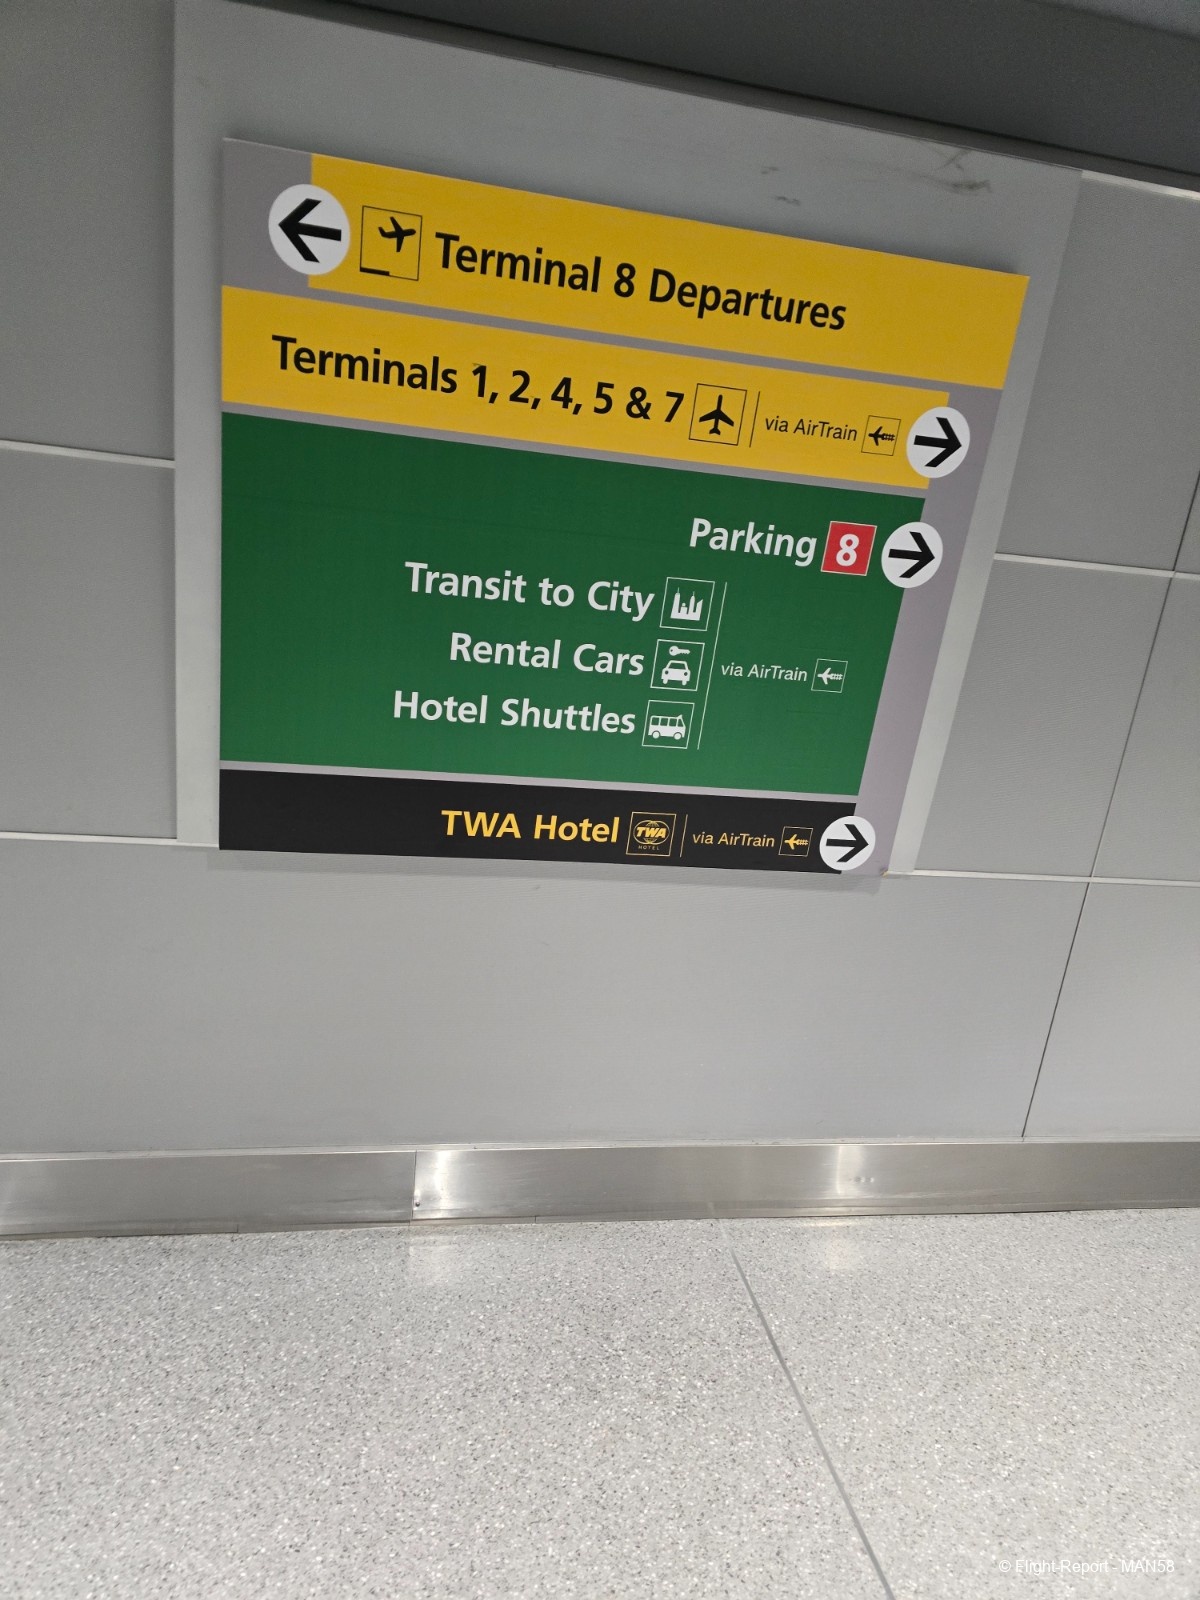 Terminal 8 Departures
Terminals 1, 2, 4, 5 & 7 via AirTrain
Parking 8
Transit to City
Rental Cars via AirTrain
Hotel Shuttles
TWA Hotel TWA HOTEL via AirTrain
© Flight-Report - MAN58